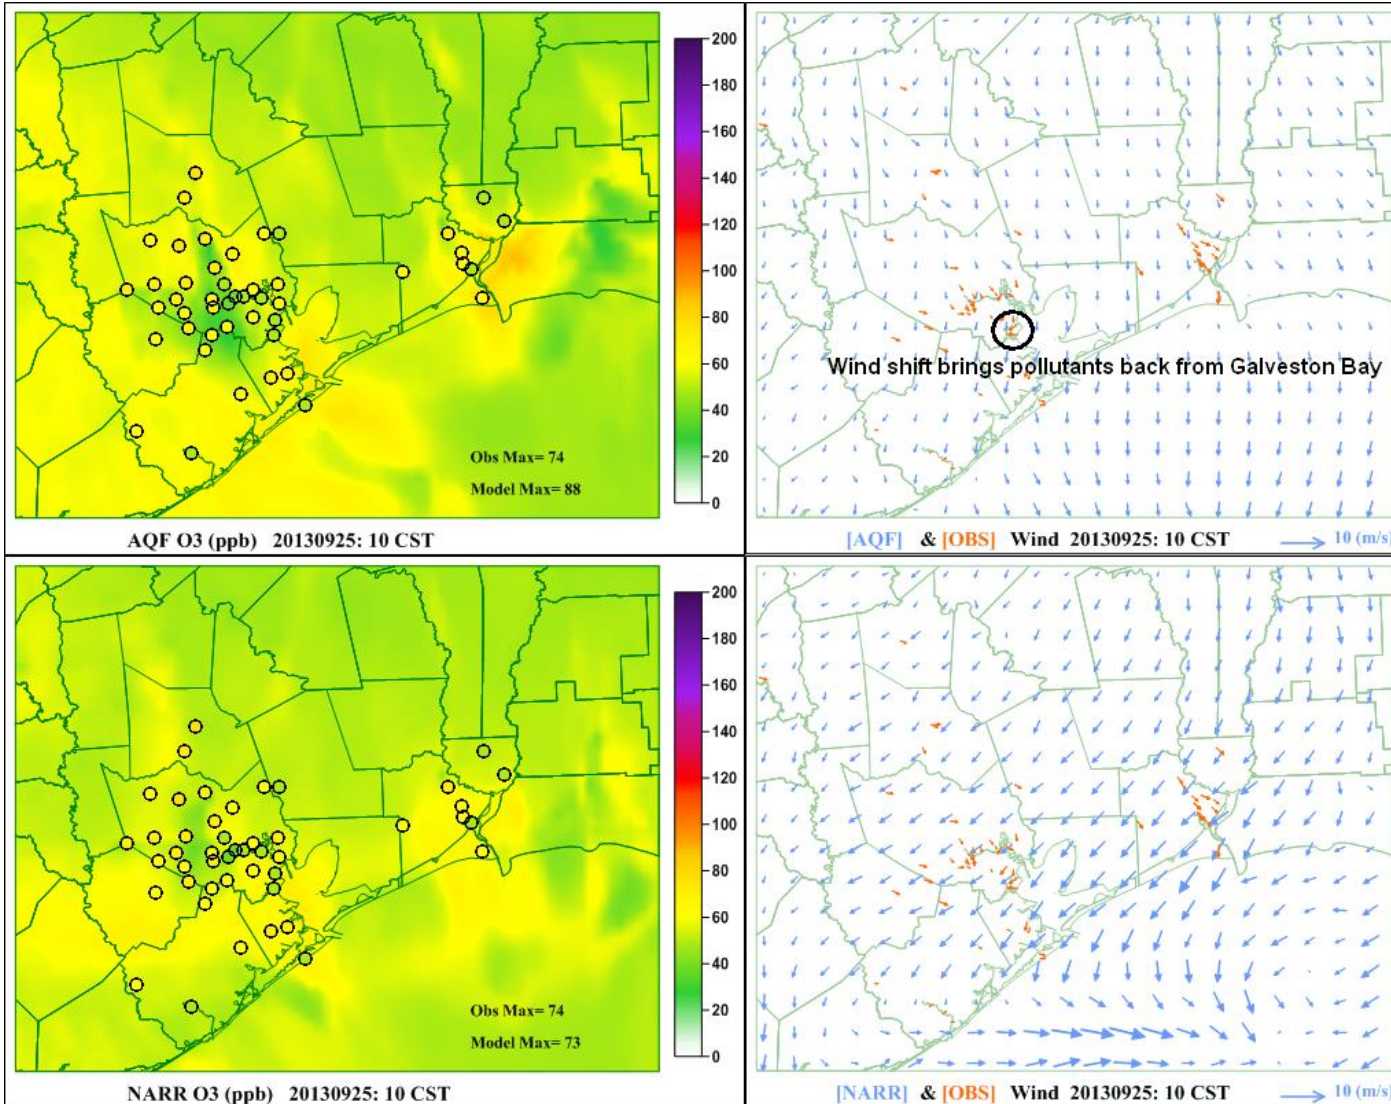 200
180
160
140
120
100
80
60
40
20
0
Obs Max= 74
Model Max= 88
AQF O3 (ppb) 20130925: 10 CST
Wind shift brings pollutants back from Galveston Bay
[AQF] & [OBS] Wind 20130925: 10 CST 10 (m/s)
200
180
160
140
120
100
80
60
40
20
0
Obs Max= 74
Model Max= 73
NARR O3 (ppb) 20130925: 10 CST
[NARR] & [OBS] Wind 20130925: 10 CST 10 (m/s)